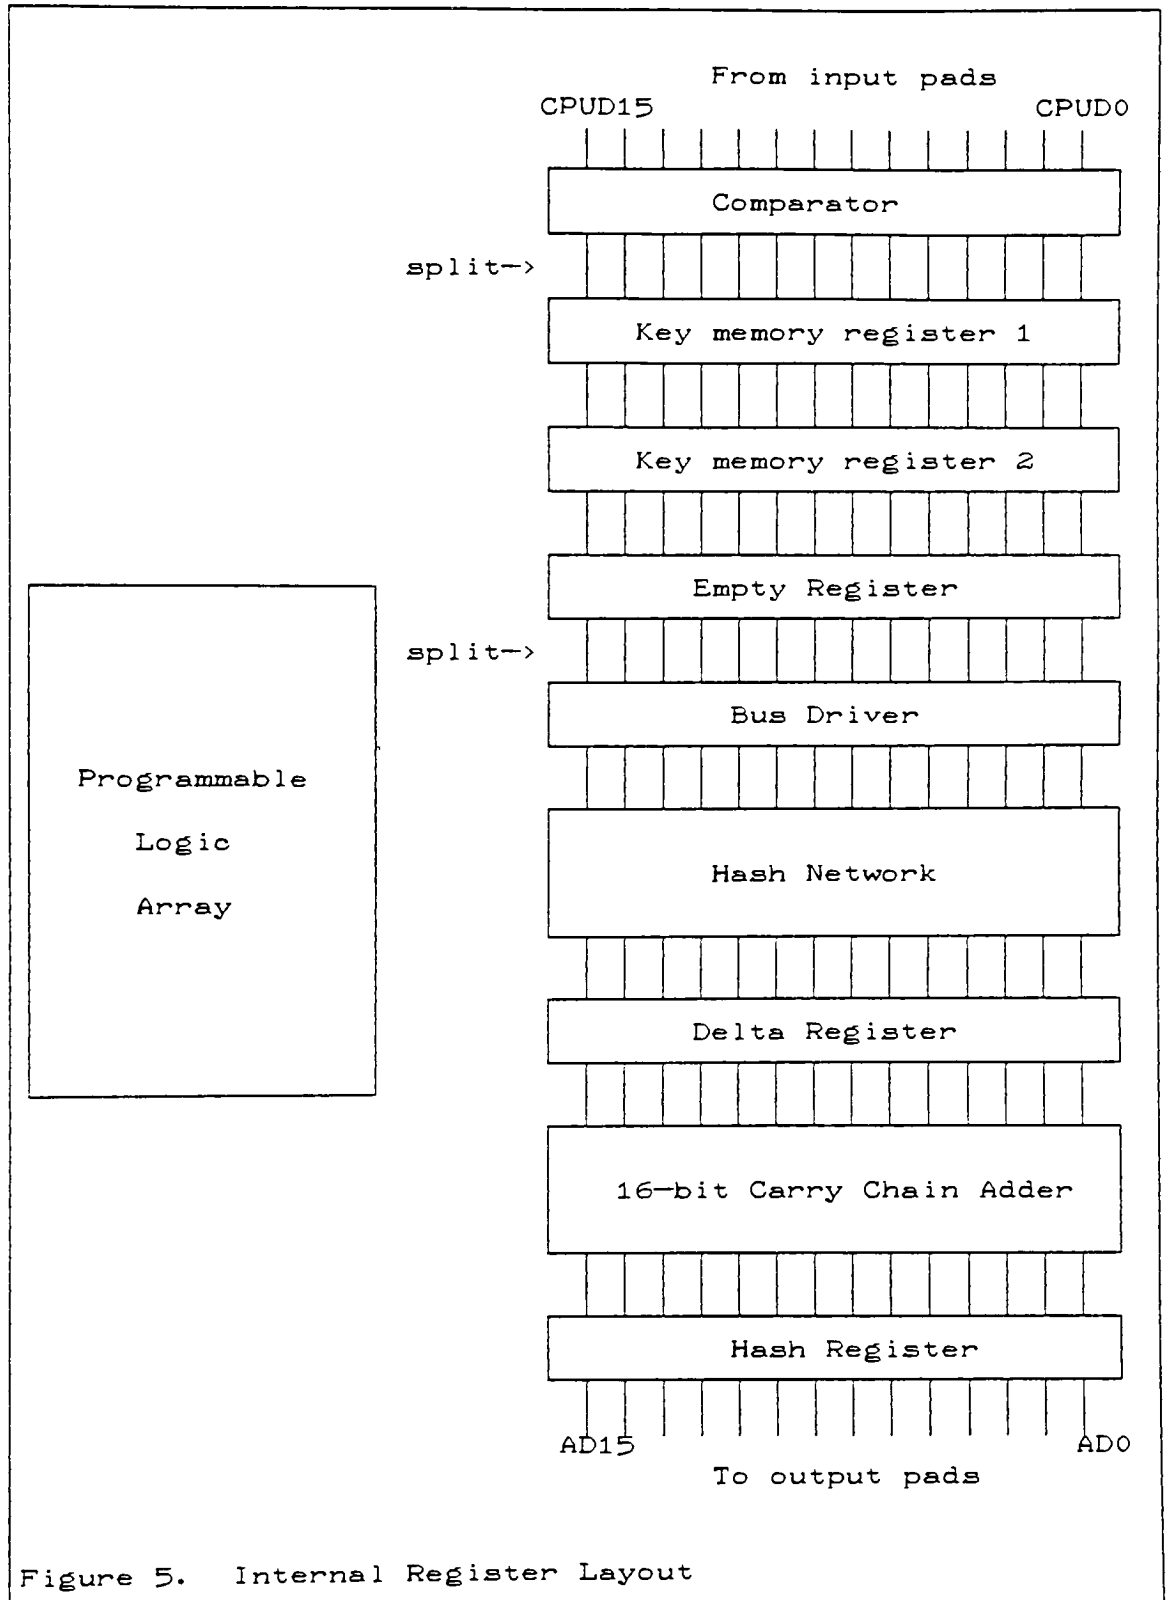 From input pads
CPUD15 CPUD0
Comparator
split->
Key memory register 1
Key memory register 2
Empty Register
split->
Bus Driver
Programmable
Logic
Array
Hash Network
Delta Register
16-bit Carry Chain Adder
Hash Register
AD15 AD0
To output pads
Figure 5. Internal Register Layout